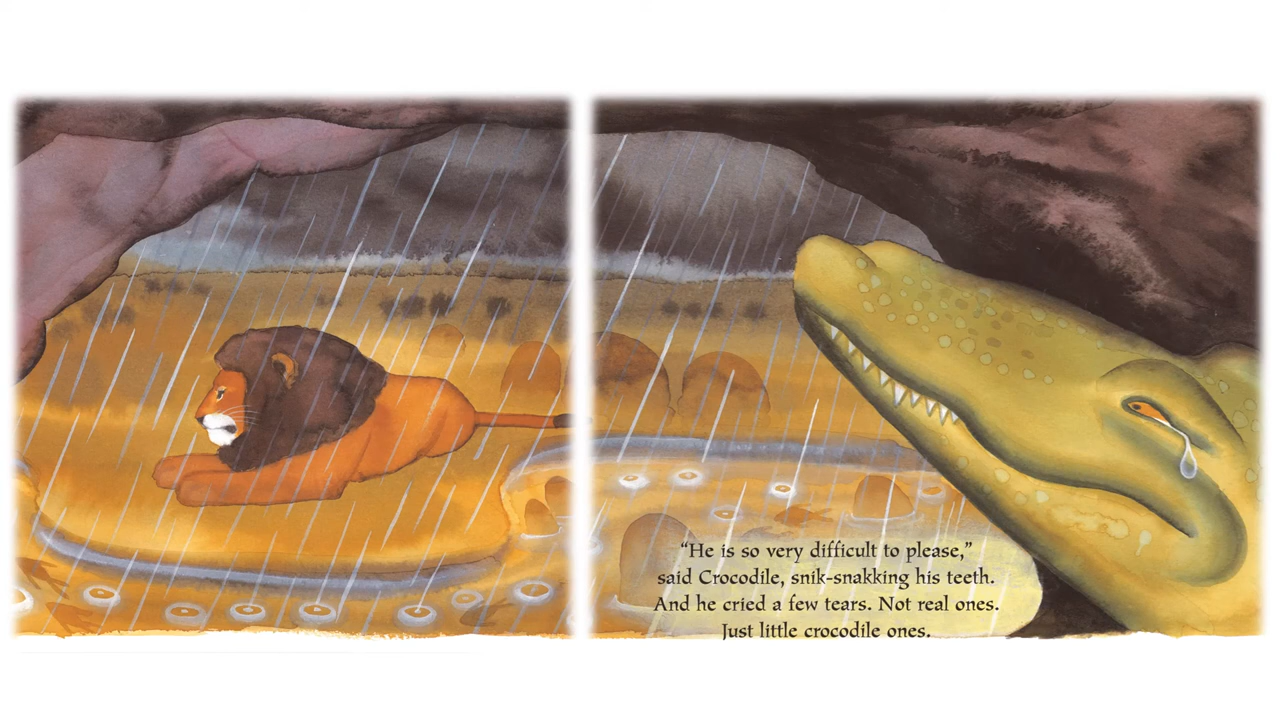 “He is so very difficult to please,”
said Crocodile, snik-snakking his teeth.
And he cried a few tears. Not real ones.
Just little crocodile ones.